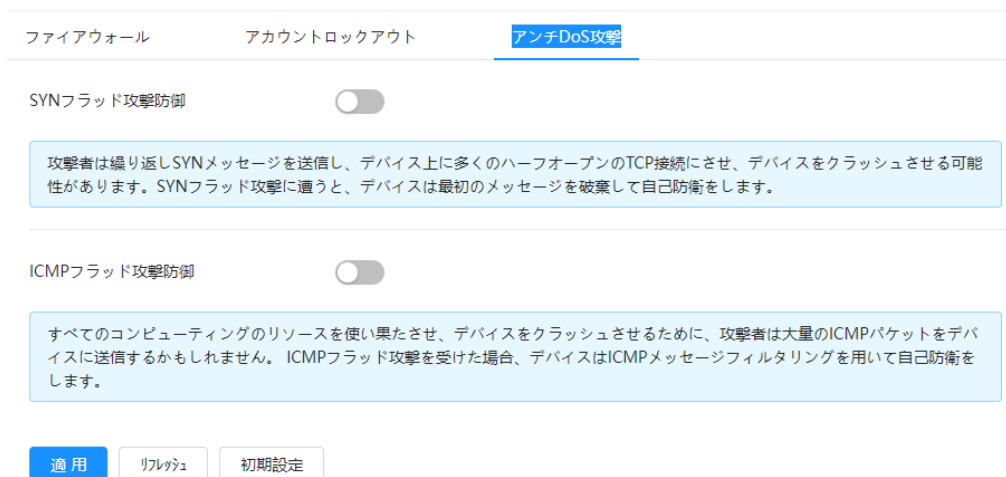 ファイアウォール アカウントロックアウト アンチDoS攻撃
SYNフラッド攻撃防御
攻撃者は繰り返しSYNメッセージを送信し、デバイス上に多くのハーフオープンのTCP接続にさせ、デバイスをクラッシュさせる可能
性があります。SYNフラッド攻撃に遭うと、デバイスは最初のメッセージを破棄して自己防衛をします。
ICMPフラッド攻撃防御
すべてのコンピューティングのリソースを使い果たさせ、デバイスをクラッシュさせるために、攻撃者は大量のICMPパケットをデバ
イスに送信するかもしれません。 ICMPフラッド攻撃を受けた場合、デバイスはICMPメッセージフィルタリングを用いて自己防衛を
します。
適用 ﾘﾌﾚｯｼｭ 初期設定